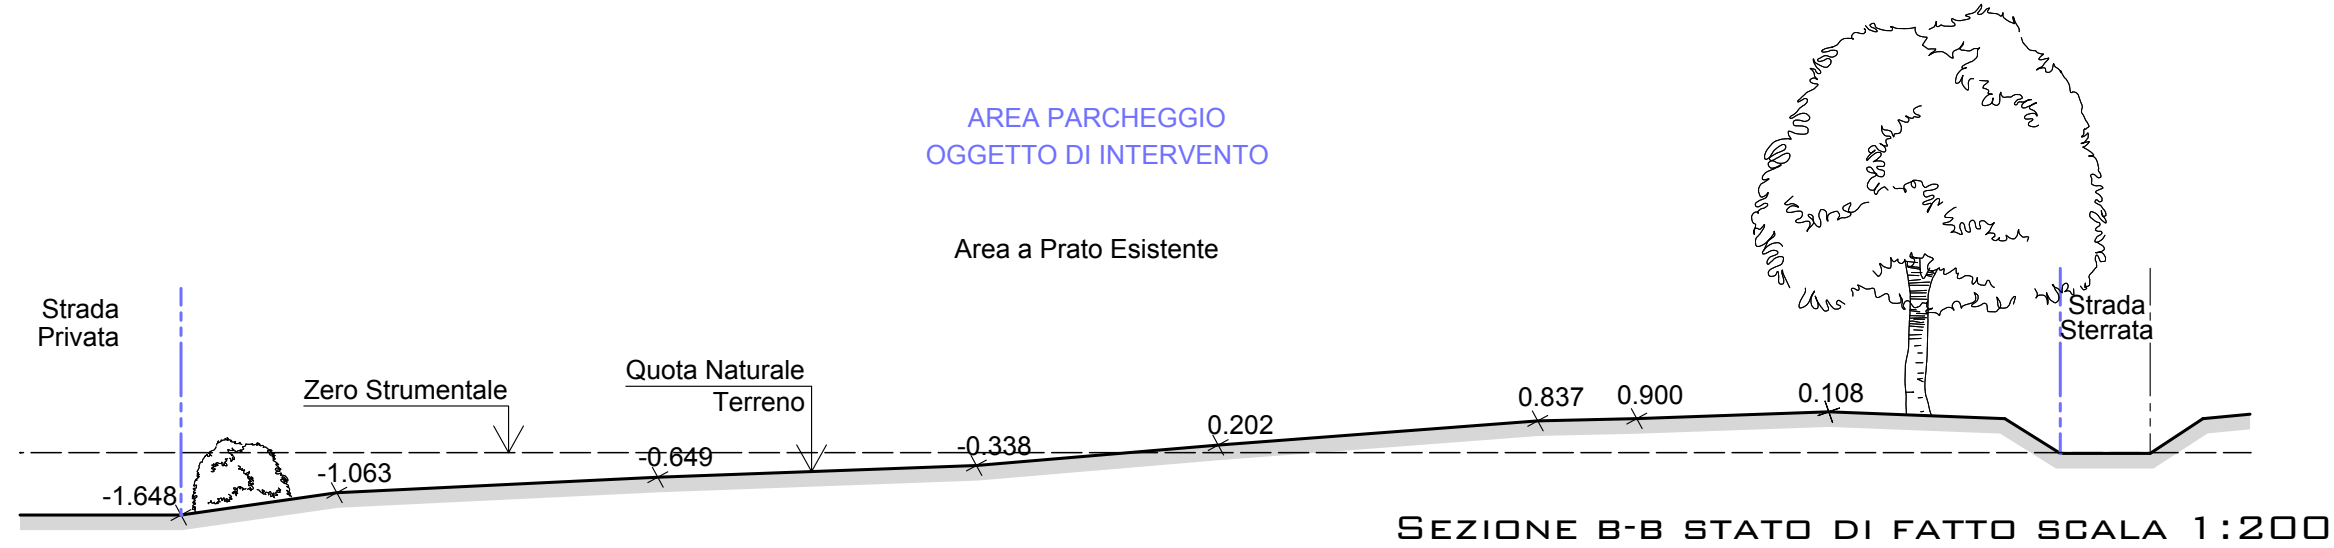 AREA PARCHEGGIO
OGGETTO DI INTERVENTO
Area a Prato Esistente
Strada
Privata
Zero Strumentale
Quota Naturale
Terreno
Strada
Sterrata
-1.648
-1.063
-0.649
-0.338
0.202
0.837
0.900
0.108
SEZIONE B-B STATO DI FATTO SCALA 1:200